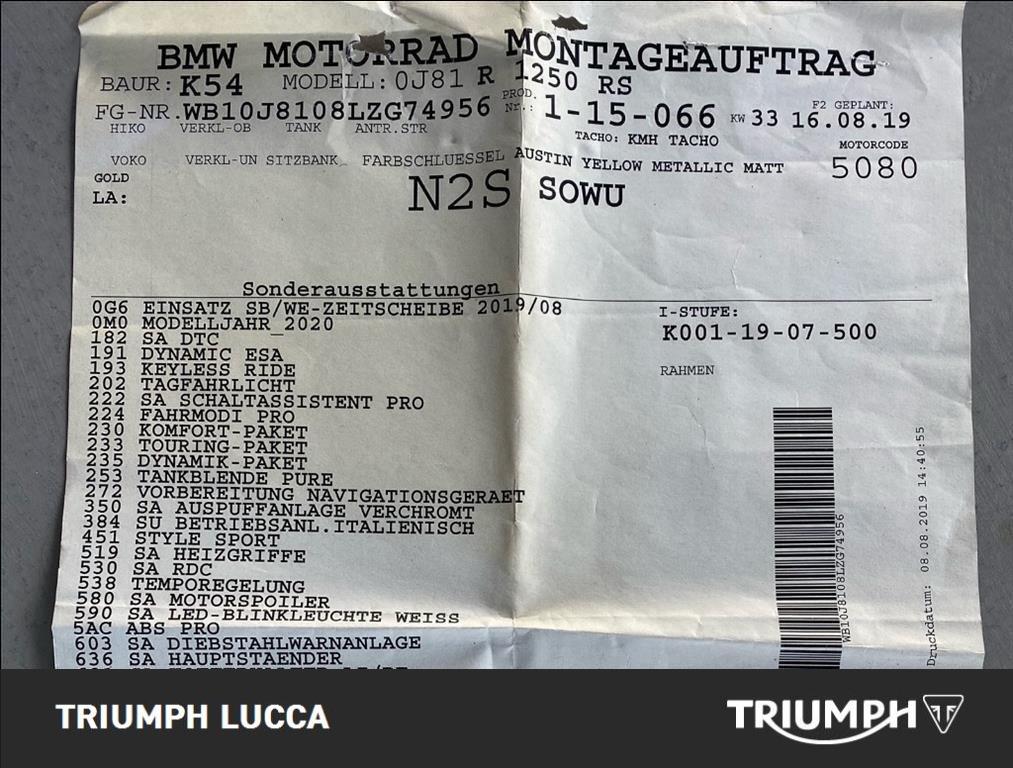 BMW MOTORRAD MONTAGEAUFTRAG
BAUR: K54 MODELL: 0J81 R 1250 RS
FG-NR. WB10J8108LZG74956 PROD. Nr.: 1-15-066 KW 33 F2 GEPLANT: 16.08.19
HIKO VERKL-OB TANK ANTR.STR TACHO: KMH TACHO
MOTORCODE
VOKO VERKL-UN SITZBANK FARBSCHLUESSEL AUSTIN YELLOW METALLIC MATT 5080
GOLD
LA: N2S SOWU
Sonderausstattungen
0G6 EINSATZ SB/WE-ZEITSCHEIBE 2019/08
0M0 MODELLJAHR 2020
182 SA DTC
191 DYNAMIC ESA
193 KEYLESS RIDE
202 TAGFAHRLICHT
222 SA SCHALTASSISTENT PRO
224 FAHRMODI PRO
230 KOMFORT-PAKET
233 TOURING-PAKET
235 DYNAMIK-PAKET
253 TANKBLENDE PURE
272 VORBEREITUNG NAVIGATIONSGERAET
350 SA AUSPUFFANLAGE VERCHROMT
384 SU BETRIEBSANL.ITALIENISCH
451 STYLE SPORT
519 SA HEIZGRIFFE
530 SA RDC
538 TEMPOREGELUNG
580 SA MOTORSPOILER
590 SA LED-BLINKLEUCHTE WEISS
5AC ABS PRO
603 SA DIEBSTAHLWARNANLAGE
636 SA HAUPTSTAENDER
I-STUFE:
K001-19-07-500
RAHMEN
WB10J8108LZG74956
Druckdatum: 08.08.2019 14:40:55
TRIUMPH LUCCA
TRIUMPH